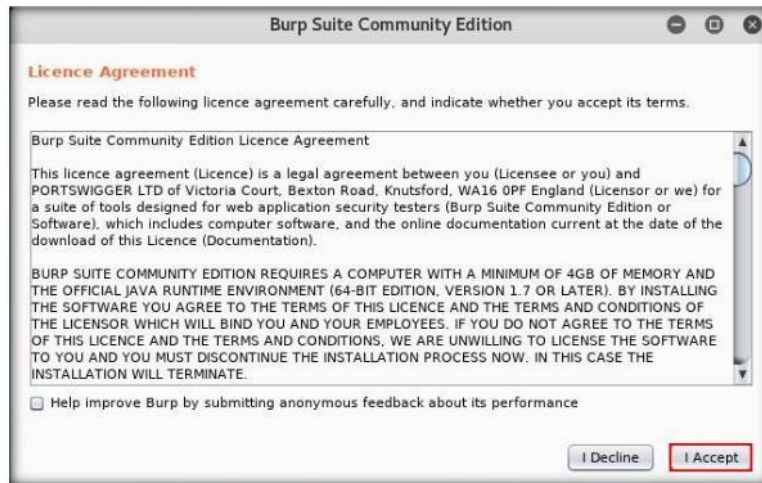 Burp Suite Community Edition
Licence Agreement
Please read the following licence agreement carefully, and indicate whether you accept its terms.
Burp Suite Community Edition Licence Agreement
This licence agreement (Licence) is a legal agreement between you (Licensee or you) and
PORTSWIGGER LTD of Victoria Court, Bexton Road, Knutsford, WA16 0PF England (Licensor or we) for
a suite of tools designed for web application security testers (Burp Suite Community Edition or
Software), which includes computer software, and the online documentation current at the date of the
download of this Licence (Documentation).
BURP SUITE COMMUNITY EDITION REQUIRES A COMPUTER WITH A MINIMUM OF 4GB OF MEMORY AND
THE OFFICIAL JAVA RUNTIME ENVIRONMENT (64-BIT EDITION, VERSION 1.7 OR LATER). BY INSTALLING
THE SOFTWARE YOU AGREE TO THE TERMS OF THIS LICENCE AND THE TERMS AND CONDITIONS OF
THE LICENSOR WHICH WILL BIND YOU AND YOUR EMPLOYEES. IF YOU DO NOT AGREE TO THE TERMS
OF THIS LICENCE AND THE TERMS AND CONDITIONS, WE ARE UNWILLING TO LICENSE THE SOFTWARE
TO YOU AND YOU MUST DISCONTINUE THE INSTALLATION PROCESS NOW. IN THIS CASE THE
INSTALLATION WILL TERMINATE.
Help improve Burp by submitting anonymous feedback about its performance
I Decline
I Accept